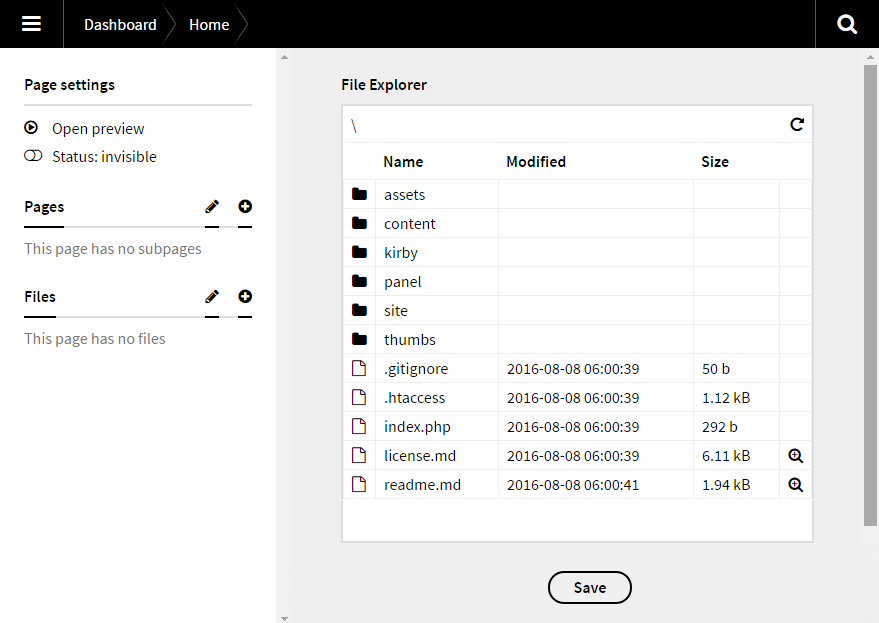 Dashboard Home
Page settings
Open preview
Status: invisible
Pages
This page has no subpages
Files
This page has no files
File Explorer
\
Name Modified Size
assets
content
kirby
panel
site
thumbs
.gitignore 2016-08-08 06:00:39 50 b
.htaccess 2016-08-08 06:00:39 1.12 kB
index.php 2016-08-08 06:00:39 292 b
license.md 2016-08-08 06:00:39 6.11 kB
readme.md 2016-08-08 06:00:41 1.94 kB
Save